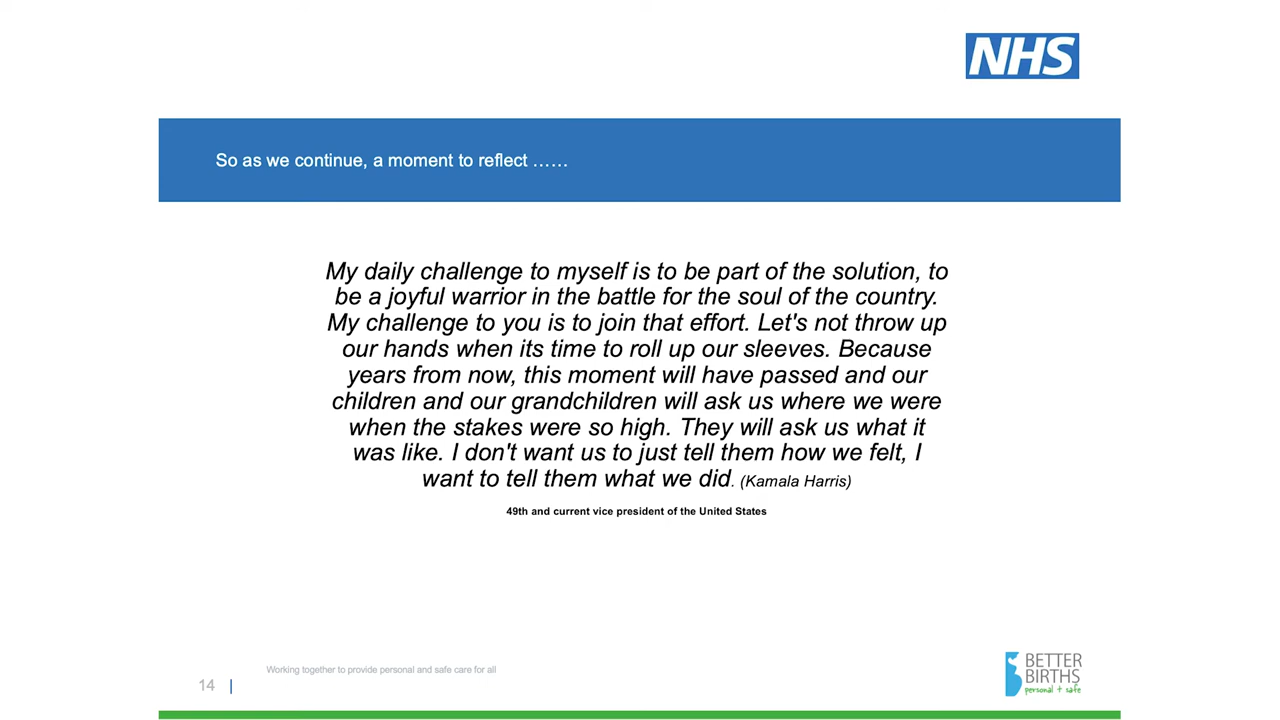 NHS
So as we continue, a moment to reflect ……
My daily challenge to myself is to be part of the solution, to
be a joyful warrior in the battle for the soul of the country.
My challenge to you is to join that effort. Let's not throw up
our hands when its time to roll up our sleeves. Because
years from now, this moment will have passed and our
children and our grandchildren will ask us where we were
when the stakes were so high. They will ask us what it
was like. I don't want us to just tell them how we felt, I
want to tell them what we did. (Kamala Harris)
49th and current vice president of the United States
Working together to provide personal and safe care for all
14 |
BETTER
BIRTHS
personal + safe